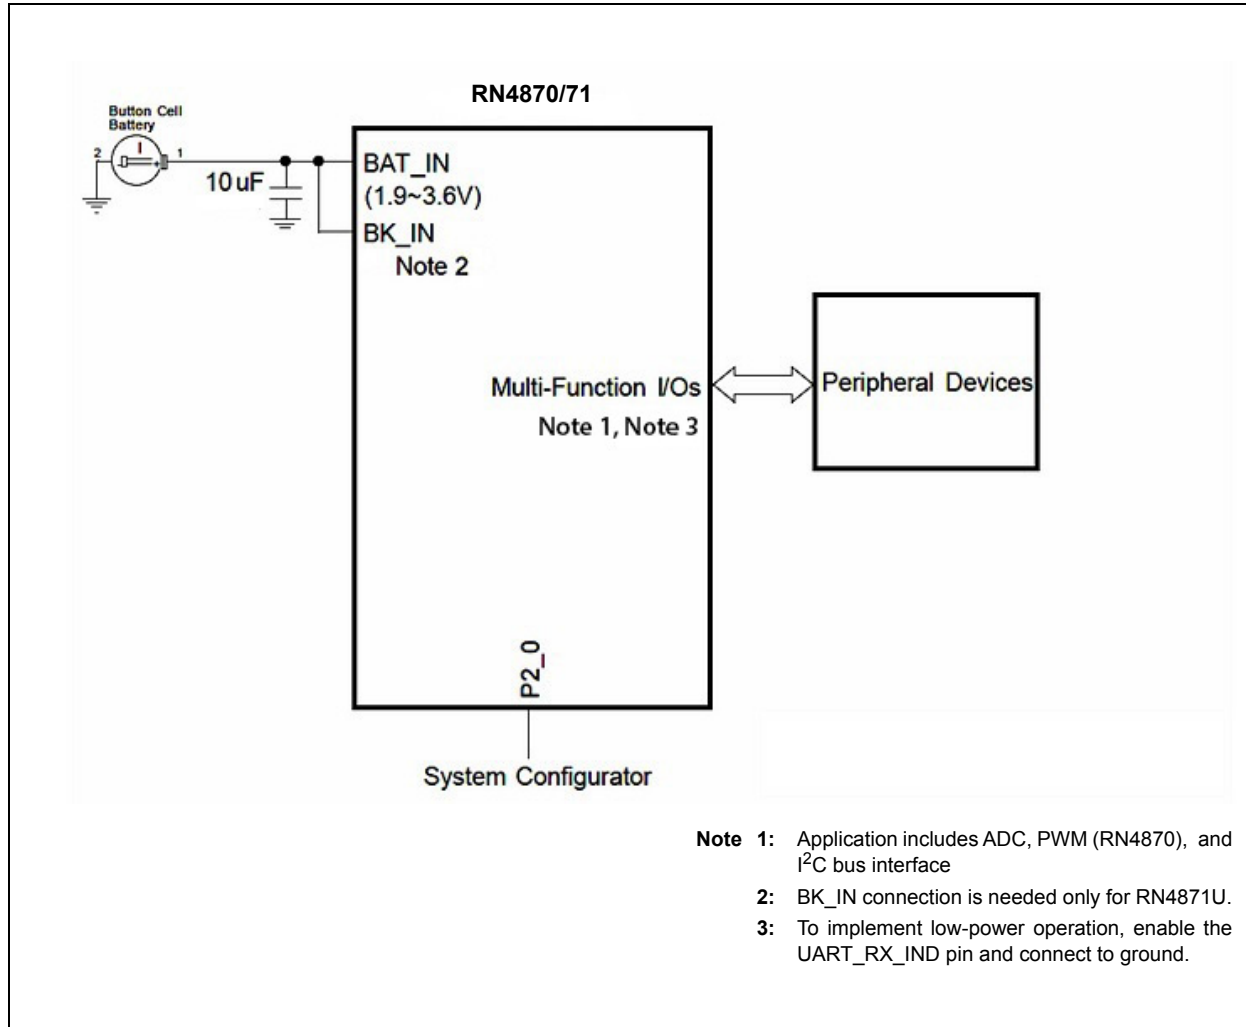 RN4870/71
Button Cell
Battery
2
1
10 uF
BAT_IN
(1.9~3.6V)
BK_IN
Note 2
Multi-Function I/Os
Note 1, Note 3
Peripheral Devices
P2_0
System Configurator
Note 1: Application includes ADC, PWM (RN4870), and
I2C bus interface
2: BK_IN connection is needed only for RN4871U.
3: To implement low-power operation, enable the
UART_RX_IND pin and connect to ground.